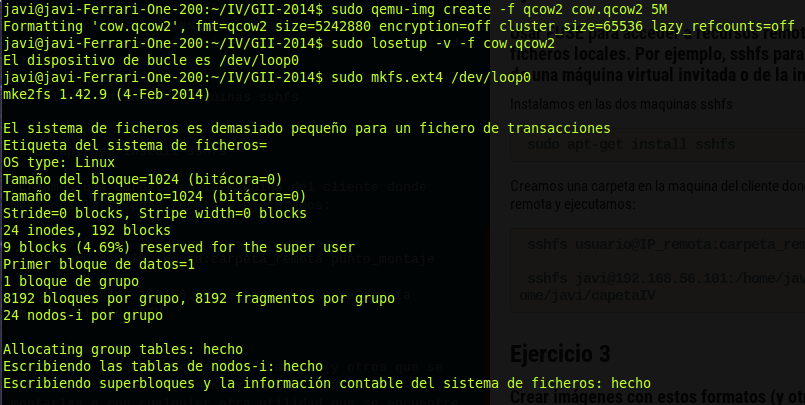 javi@javi-Ferrari-One-200:~/IV/GII-2014$ sudo qemu-img create -f qcow2 cow.qcow2 5M
Formatting 'cow.qcow2', fmt=qcow2 size=5242880 encryption=off cluster_size=65536 lazy_refcounts=off
javi@javi-Ferrari-One-200:~/IV/GII-2014$ sudo losetup -v -f cow.qcow2
El dispositivo de bucle es /dev/loop0
javi@javi-Ferrari-One-200:~/IV/GII-2014$ sudo mkfs.ext4 /dev/loop0
mke2fs 1.42.9 (4-Feb-2014)
El sistema de ficheros es demasiado pequeño para un fichero de transacciones
Etiqueta del sistema de ficheros=
OS type: Linux
Tamaño del bloque=1024 (bitácora=0)
Tamaño del fragmento=1024 (bitácora=0)
Stride=0 blocks, Stripe width=0 blocks
24 inodes, 192 blocks
9 blocks (4.69%) reserved for the super user
Primer bloque de datos=1
1 bloque de grupo
8192 bloques por grupo, 8192 fragmentos por grupo
24 nodos-i por grupo
Allocating group tables: hecho
Escribiendo las tablas de nodos-i: hecho
Escribiendo superbloques y la información contable del sistema de ficheros: hecho
para acceder recursos remot
ficheros locales. Por ejemplo, sshfs para
una máquina virtual invitada o de la in
Instalamos en las dos maquinas sshfs
sudo apt-get install sshfs
Creamos una carpeta en la maquina del cliente don
remota y ejecutamos:
sshfs usuario@IP_remota:carpeta_rem
sshfs javi@192.168.56.101:/home/jav
ome/javi/capetaIV
Ejercicio 3
Crear imágenes con estos formatos (y ot